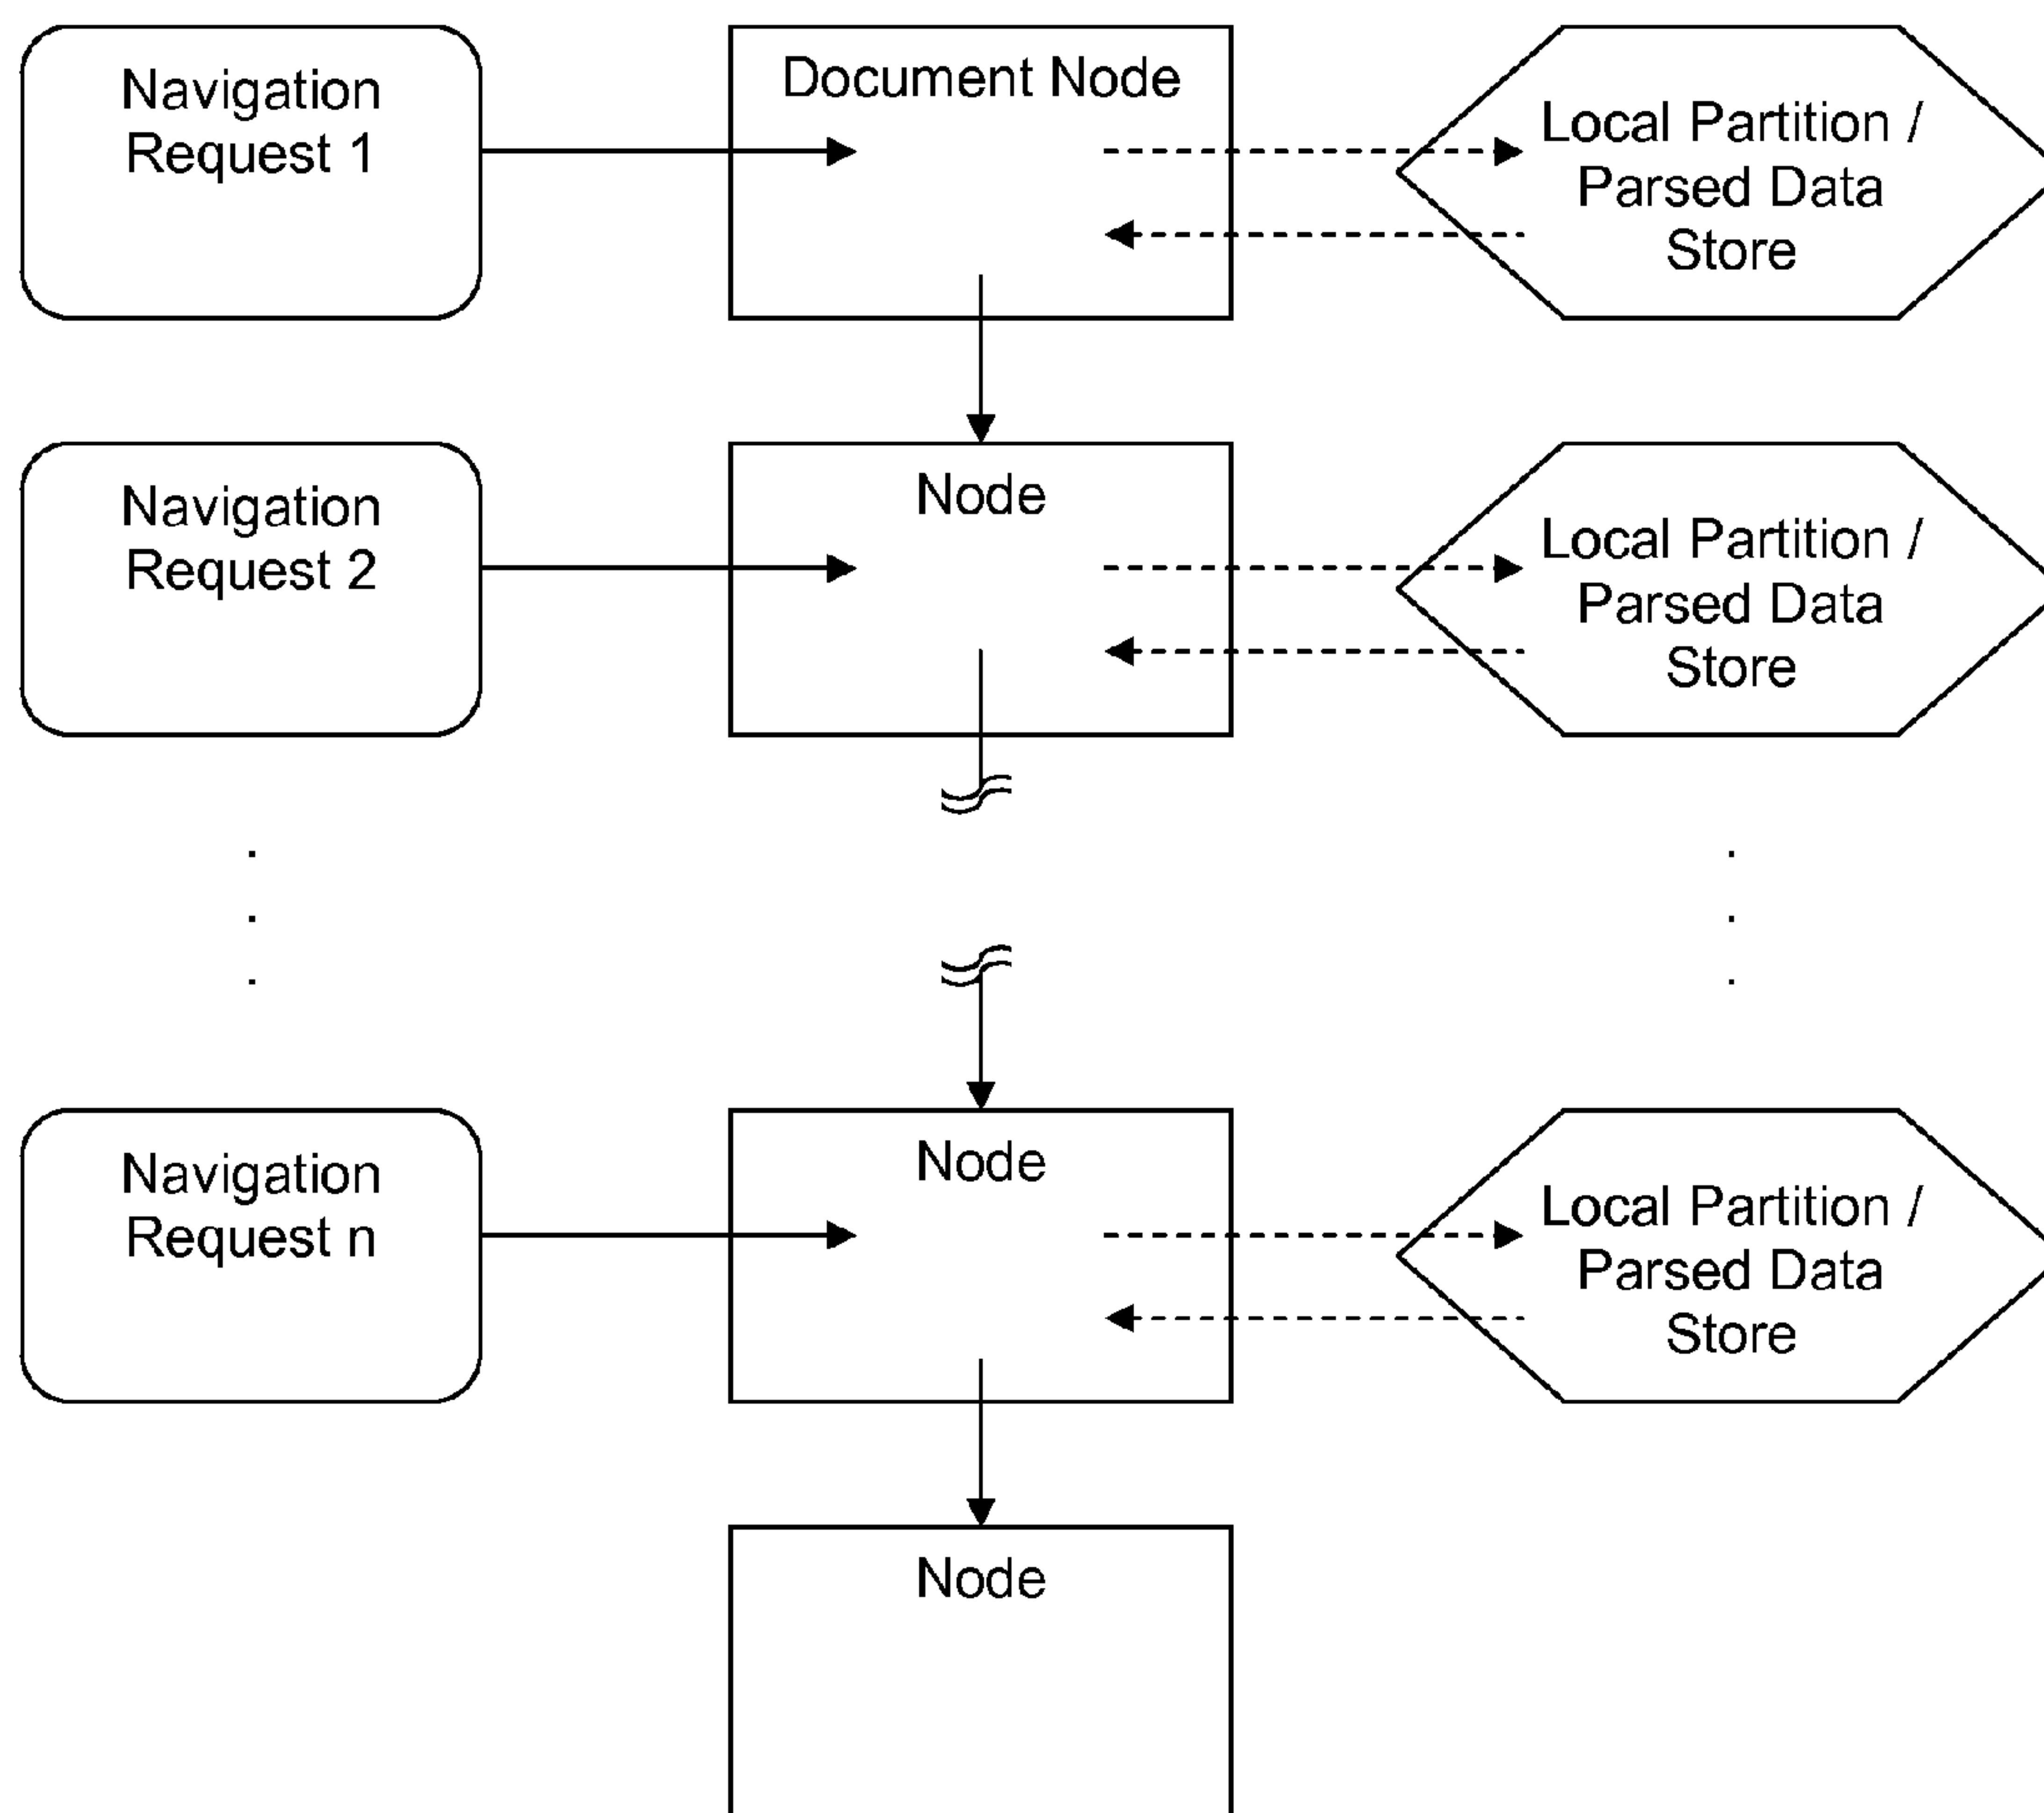 Navigation
Request 1
Document Node
Local Partition /
Parsed Data
Store
Navigation
Request 2
Node
Local Partition /
Parsed Data
Store
Navigation
Request n
Node
Local Partition /
Parsed Data
Store
Node